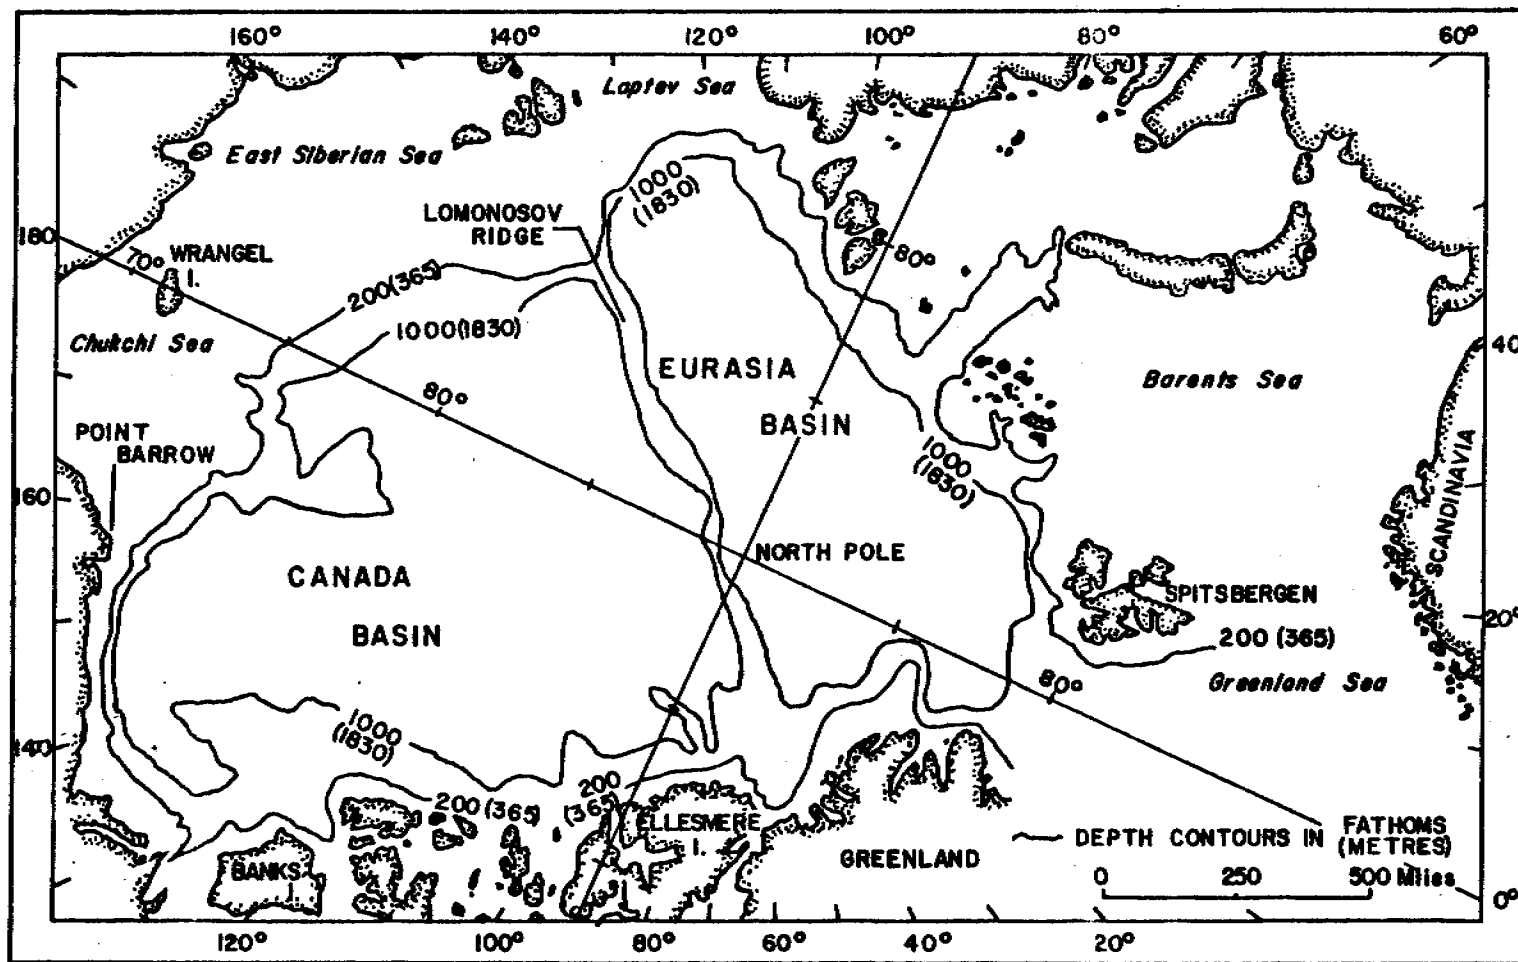 160°
140°
120°
100°
80°
60°
Laptev Sea
East Siberian Sea
1000
(1830)
LOMONOSOV
RIDGE
180
70°
WRANGEL
I.
80°
200(365)
1000(1830)
Chukchi Sea
40
EURASIA
BASIN
Barents Sea
80°
POINT
BARROW
1000
(1830)
SCANDINAVIA
160
NORTH POLE
CANADA
BASIN
SPITSBERGEN
20°
200 (365)
80°
Greenland Sea
1000
(1830)
140
200 (365)
200
(365)
ELLESMERE
I.
BANKS
I.
GREENLAND
DEPTH CONTOURS IN FATHOMS
(METRES)
0 250 500 Miles
0°
120°
100°
80°
60°
40°
20°